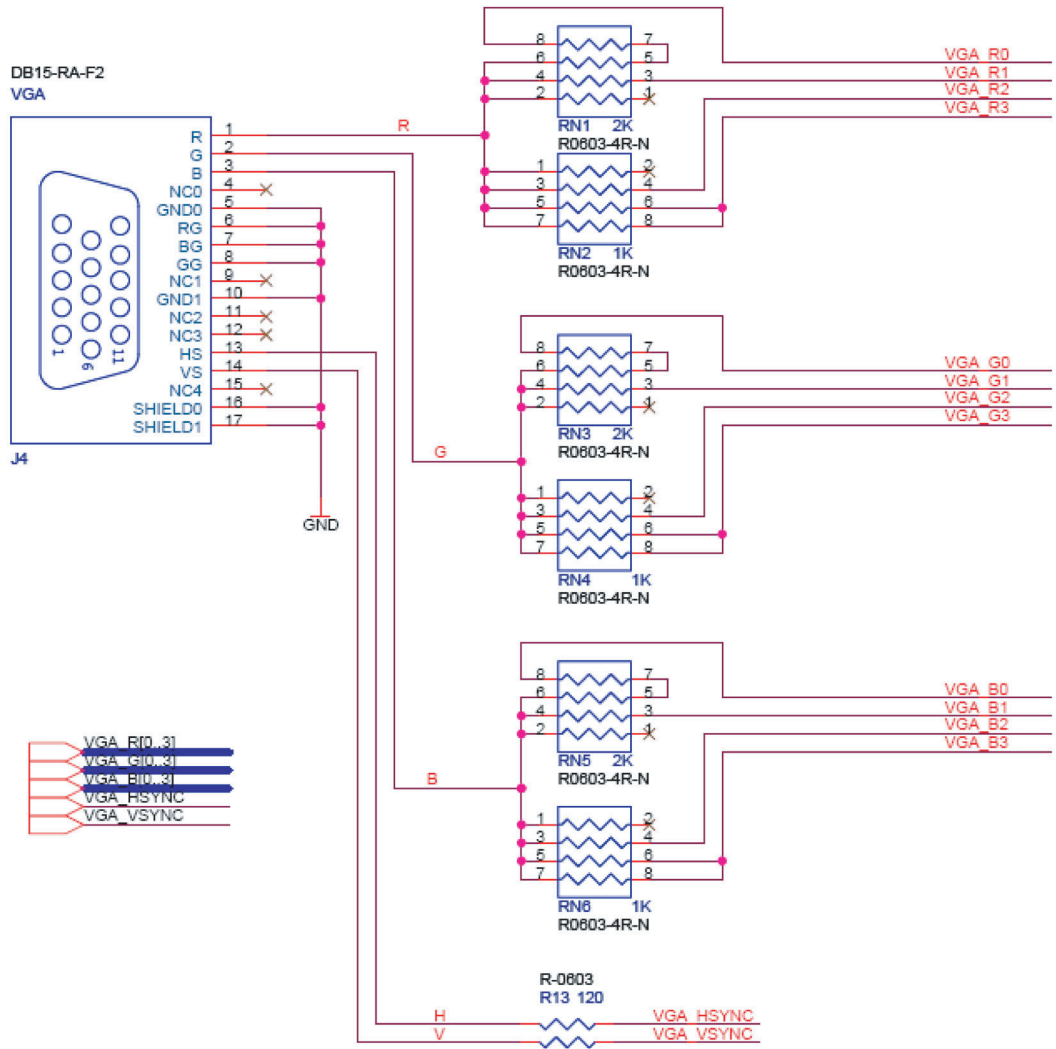 DB15-RA-F2
VGA
R 1
G 2
B 3
NC0 4
GND0 5
RG 6
BG 7
GG 8
NC1 9
GND1 10
NC2 11
NC3 12
HS 13
VS 14
NC4 15
SHIELD0 16
SHIELD1 17
1 6 11
J4
GND
R
8 7
6 5
4 3
2 1
RN1 2K
R0603-4R-N
1 2
3 4
5 6
7 8
RN2 1K
R0603-4R-N
VGA_R0
VGA_R1
VGA_R2
VGA_R3
G
8 7
6 5
4 3
2 1
RN3 2K
R0603-4R-N
1 2
3 4
5 6
7 8
RN4 1K
R0603-4R-N
VGA_G0
VGA_G1
VGA_G2
VGA_G3
B
8 7
6 5
4 3
2 1
RN5 2K
R0603-4R-N
1 2
3 4
5 6
7 8
RN6 1K
R0603-4R-N
VGA_B0
VGA_B1
VGA_B2
VGA_B3
VGA_R[0..3]
VGA_G[0..3]
VGA_B[0..3]
VGA_HSYNC
VGA_VSYNC
R-0603
R13 120
H VGA_HSYNC
V VGA_VSYNC